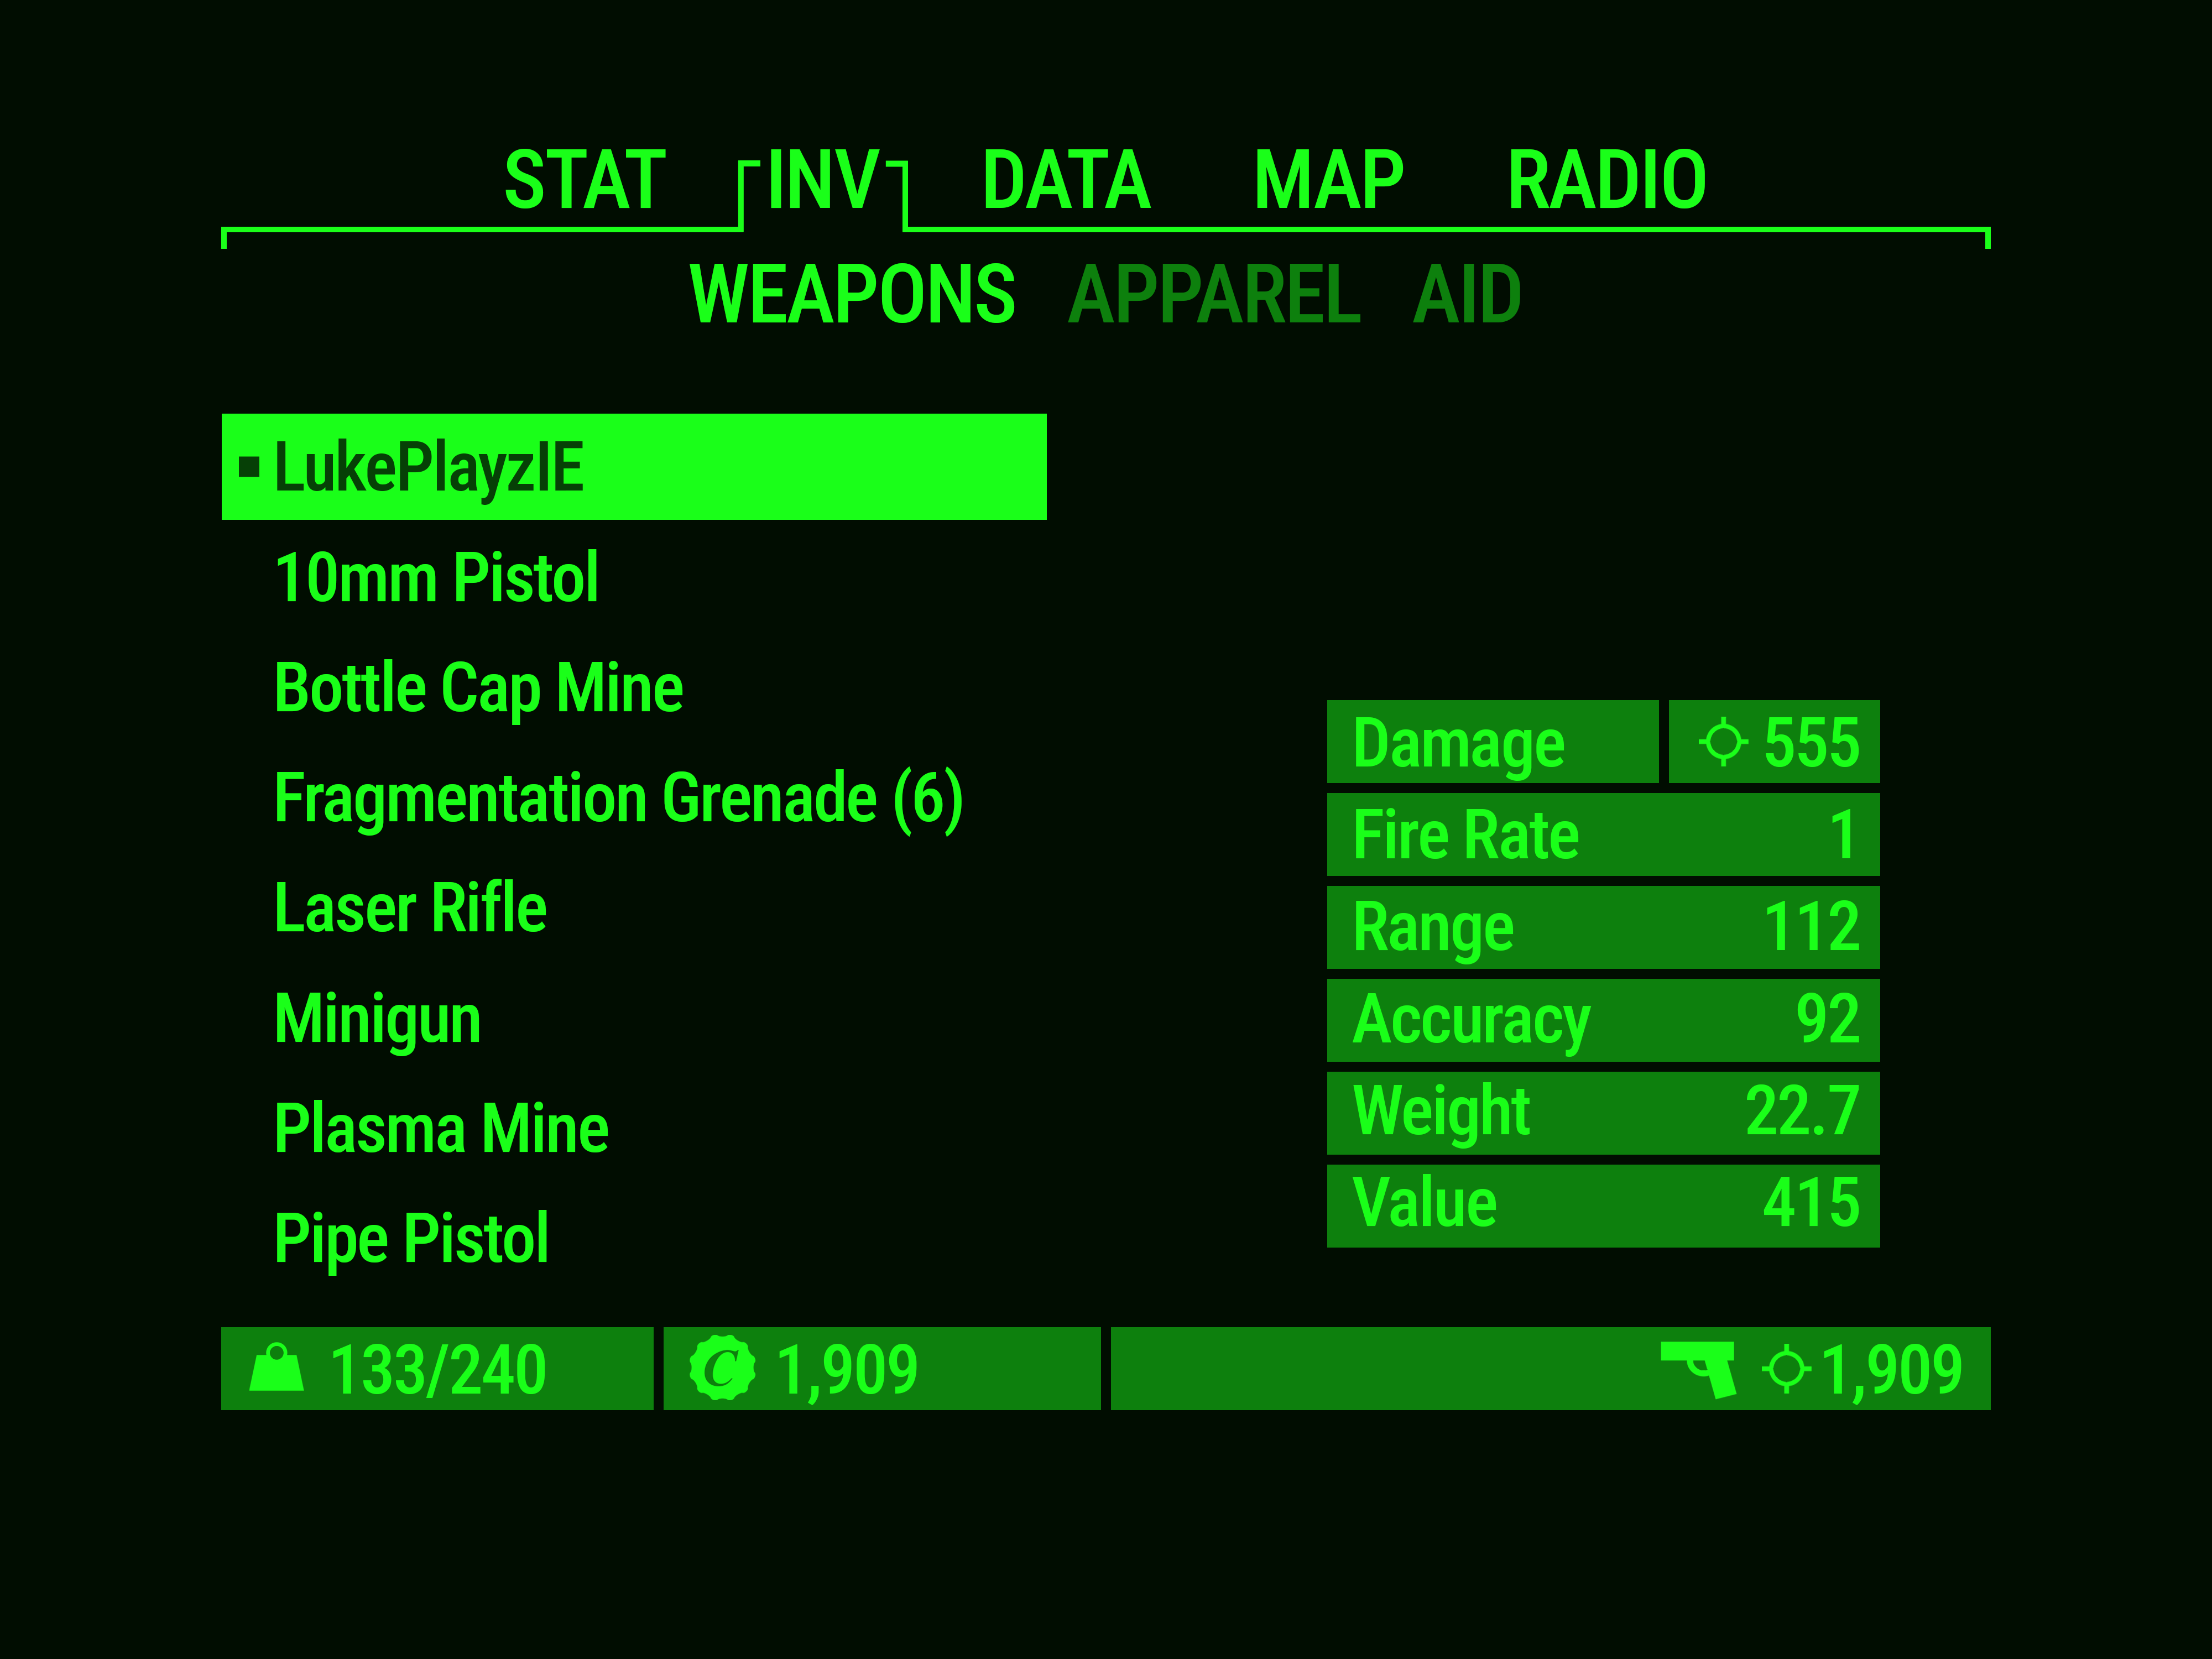 STAT INV DATA MAP RADIO
WEAPONS APPAREL AID
LukePlayzIE
10mm Pistol
Bottle Cap Mine
Fragmentation Grenade (6)
Laser Rifle
Minigun
Plasma Mine
Pipe Pistol
Damage 555
Fire Rate 1
Range 112
Accuracy 92
Weight 22.7
Value 415
133/240 C 1,909 1,909